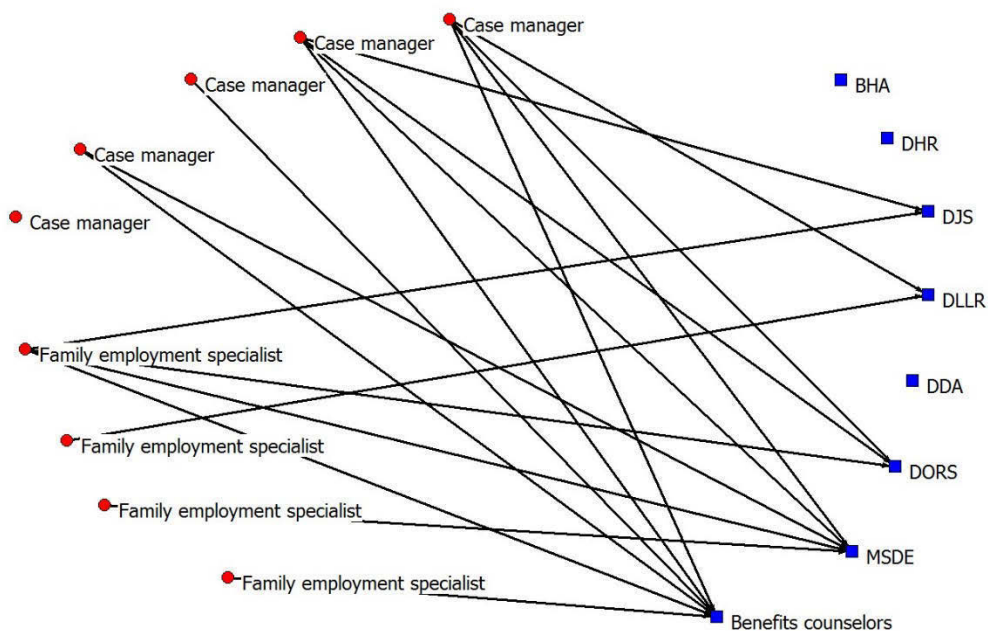 Case manager
Case manager
Case manager
BHA
DHR
Case manager
DJS
Case manager
DLLR
Family employment specialist
DDA
Family employment specialist
DORS
Family employment specialist
MSDE
Family employment specialist
Benefits counselors